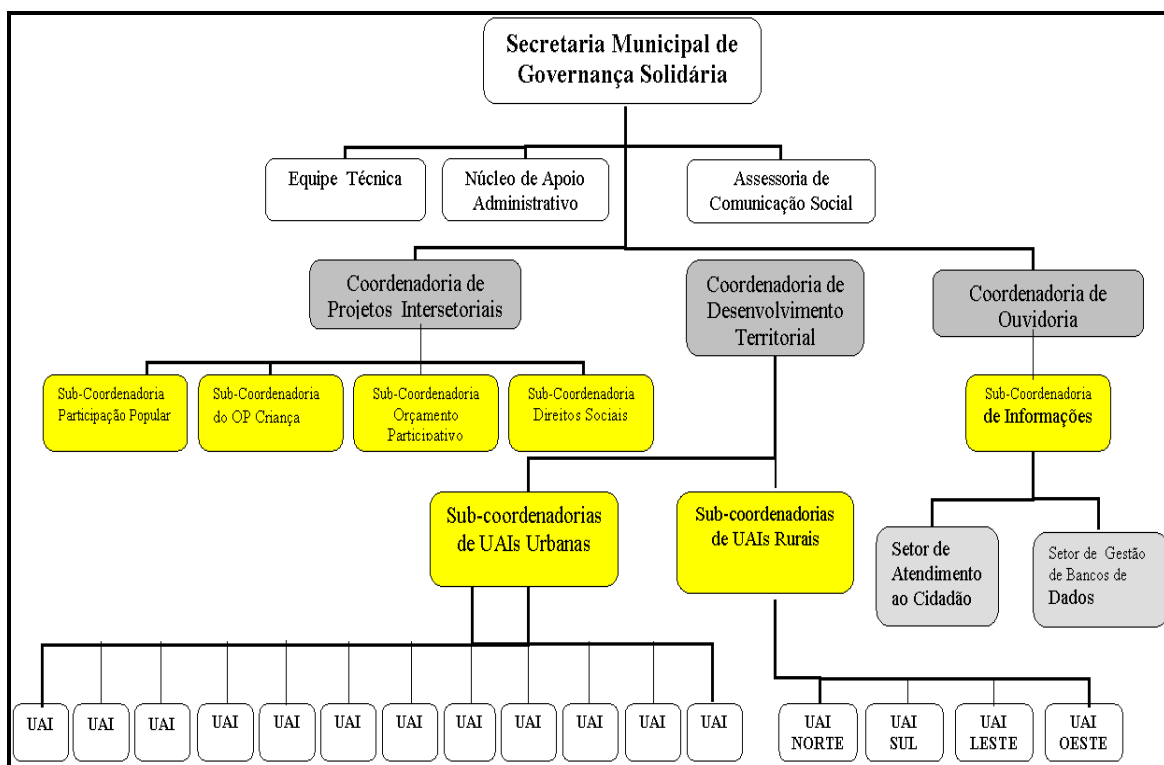 Secretaria Municipal de
Governança Solidária
Equipe Técnica
Núcleo de Apoio
Administrativo
Assessoria de
Comunicação Social
Coordenadoria de
Projetos Intersetoriais
Coordenadoria de
Desenvolvimento
Territorial
Coordenadoria de
Ouvidoria
Sub-Coordenadoria
Participação Popular
Sub-Coordenadoria
do OP Criança
Sub-Coordenadoria
Orçamento
Participativo
Sub-Coordenadoria
Direitos Sociais
Sub-Coordenadoria
de Informações
Sub-coordenadorias
de UAIs Urbanas
Sub-coordenadorias
de UAIs Rurais
Setor de
Atendimento
ao Cidadão
Setor de Gestão
de Bancos de
Dados
UAI
UAI
UAI
UAI
UAI
UAI
UAI
UAI
UAI
UAI
UAI
UAI
UAI
NORTE
UAI
SUL
UAI
LESTE
UAI
OESTE